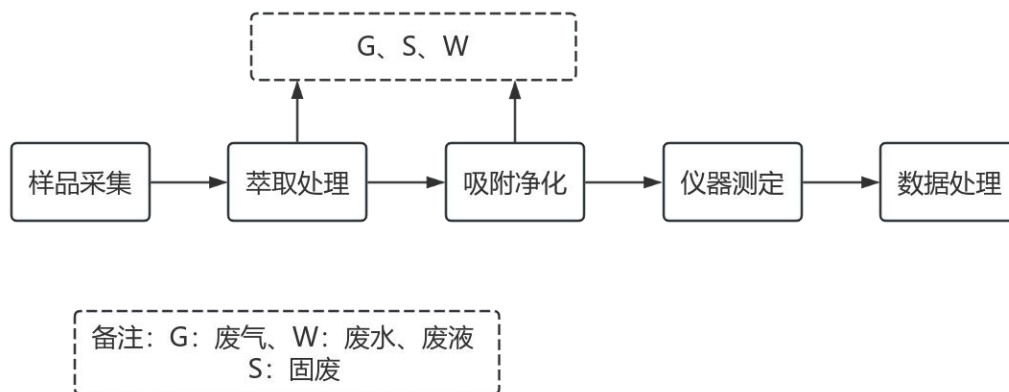 G、S、W
样品采集
萃取处理
吸附净化
仪器测定
数据处理
备注：G：废气、W：废水、废液
S：固废